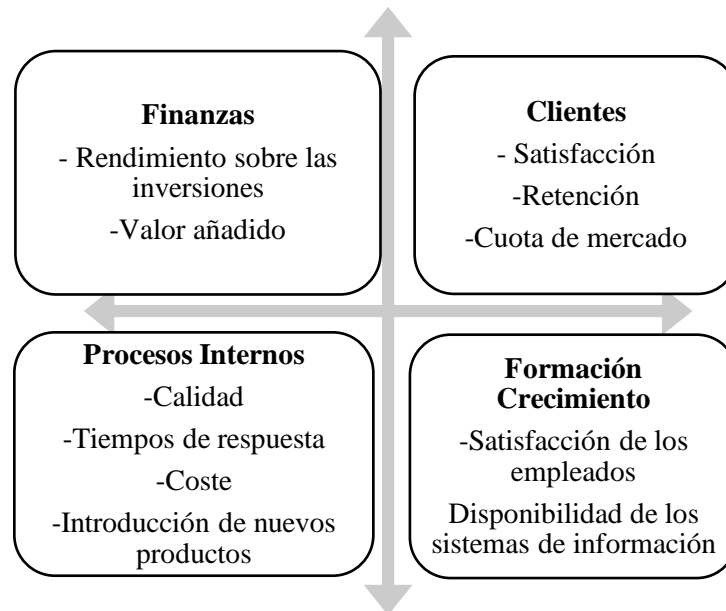 Finanzas
- Rendimiento sobre las
inversiones
-Valor añadido
Clientes
- Satisfacción
-Retención
-Cuota de mercado
Procesos Internos
-Calidad
-Tiempos de respuesta
-Coste
-Introducción de nuevos
productos
Formación
Crecimiento
-Satisfacción de los
empleados
Disponibilidad de los
sistemas de información